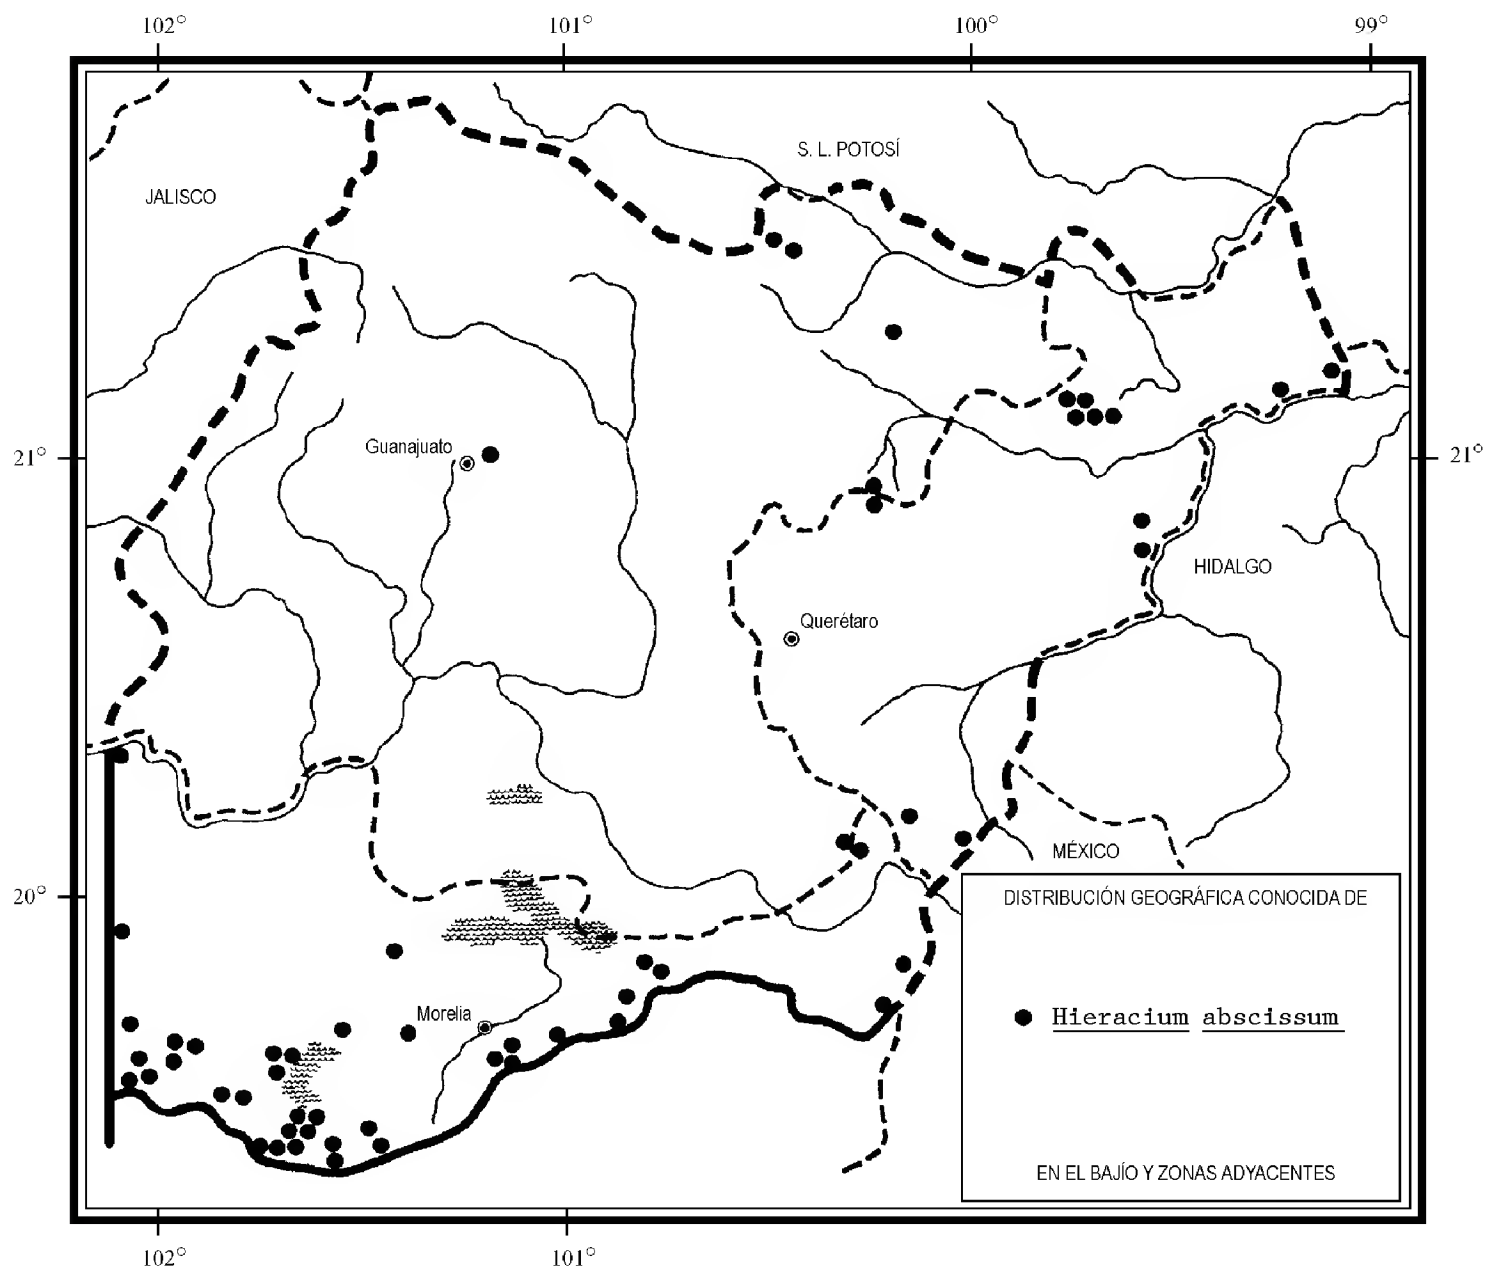 102° 101° 100° 99°
S. L. POTOSÍ
JALISCO
Guanajuato
21° 21°
HIDALGO
Querétaro
MÉXICO
20°
DISTRIBUCIÓN GEOGRÁFICA CONOCIDA DE
Morelia
Hieracium abscissum
EN EL BAJÍO Y ZONAS ADYACENTES
102° 101°